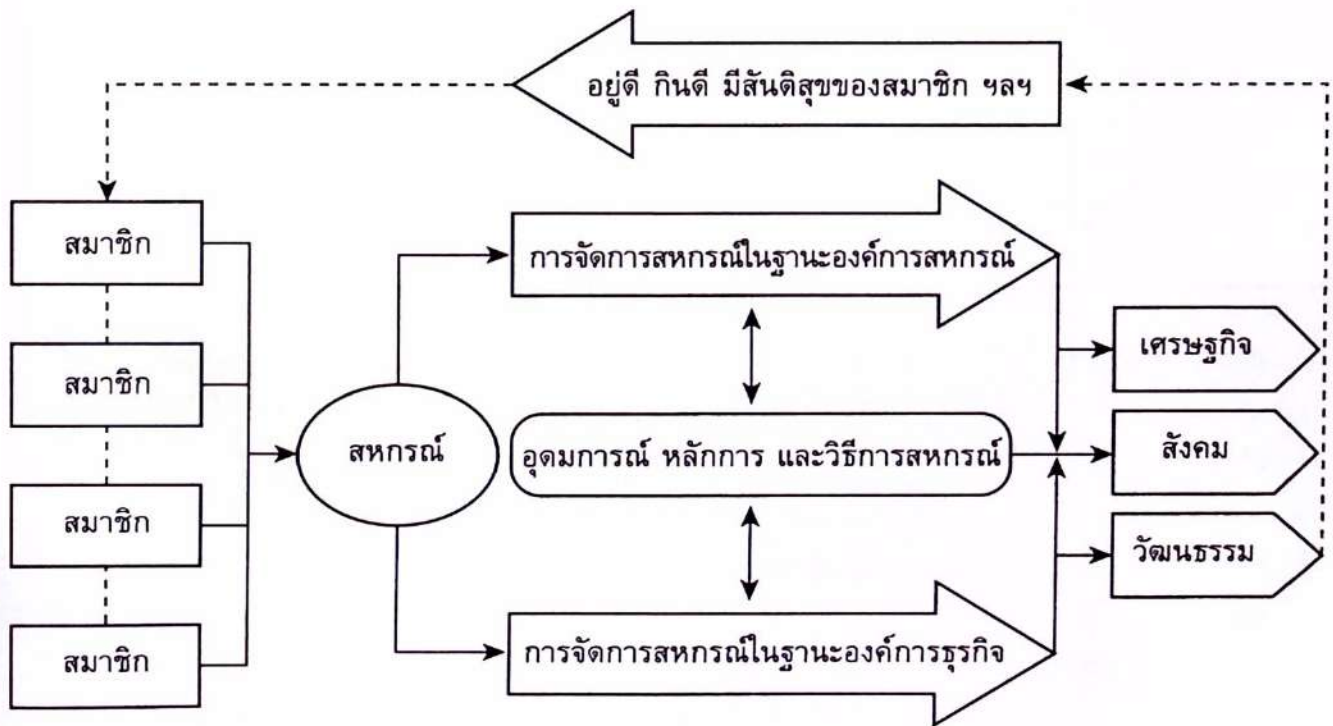 อยู่ดี กินดี มีสันติสุขของสมาชิก ฯลฯ
สมาชิก
การจัดการสหกรณ์ในฐานะองค์การสหกรณ์
เศรษฐกิจ
สมาชิก
สหกรณ์
อุดมการณ์ หลักการ และวิธีการสหกรณ์
สังคม
สมาชิก
วัฒนธรรม
สมาชิก
การจัดการสหกรณ์ในฐานะองค์การธุรกิจ